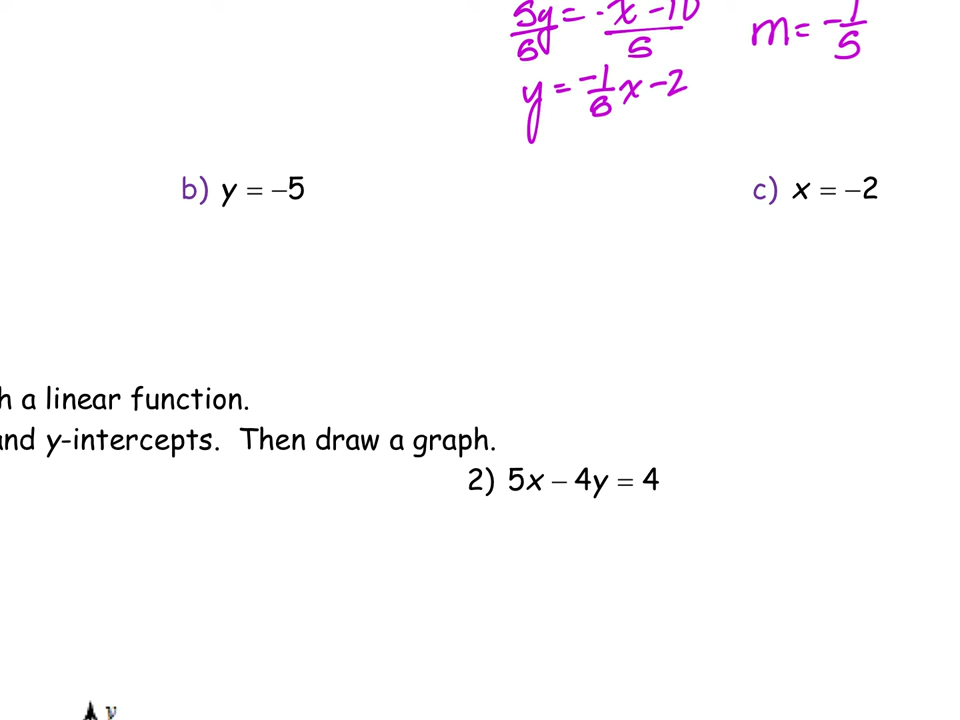 5y = -x - 10 m = -1/5
5 5
y = -1/5 x - 2
b) y = −5 c) x = −2
h a linear function.
and y-intercepts. Then draw a graph.
2) 5x − 4y = 4
y